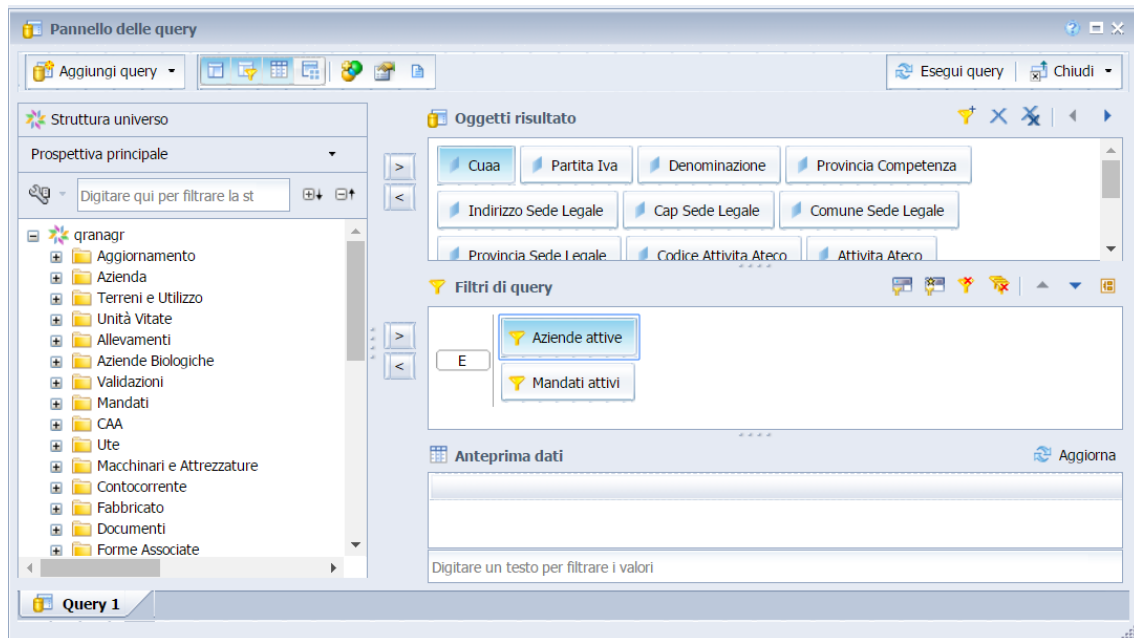 Pannello delle query
Aggiungi query
Esegui query
Chiudi
Struttura universo
Prospettiva principale
Digitare qui per filtrare la st
qranagr
Aggiornamento
Azienda
Terreni e Utilizzo
Unità Vitate
Allevamenti
Aziende Biologiche
Validazioni
Mandati
CAA
Ute
Macchinari e Attrezzature
Contocorrente
Fabbricato
Documenti
Forme Associate
>
<
Oggetti risultato
Cuaa Partita Iva Denominazione Provincia Competenza
Indirizzo Sede Legale Cap Sede Legale Comune Sede Legale
Provincia Sede Legale Codice Attivita Ateco Attivita Ateco
>
<
Filtri di query
E
Aziende attive
Mandati attivi
Anteprima dati
Aggiorna
Digitare un testo per filtrare i valori
Query 1